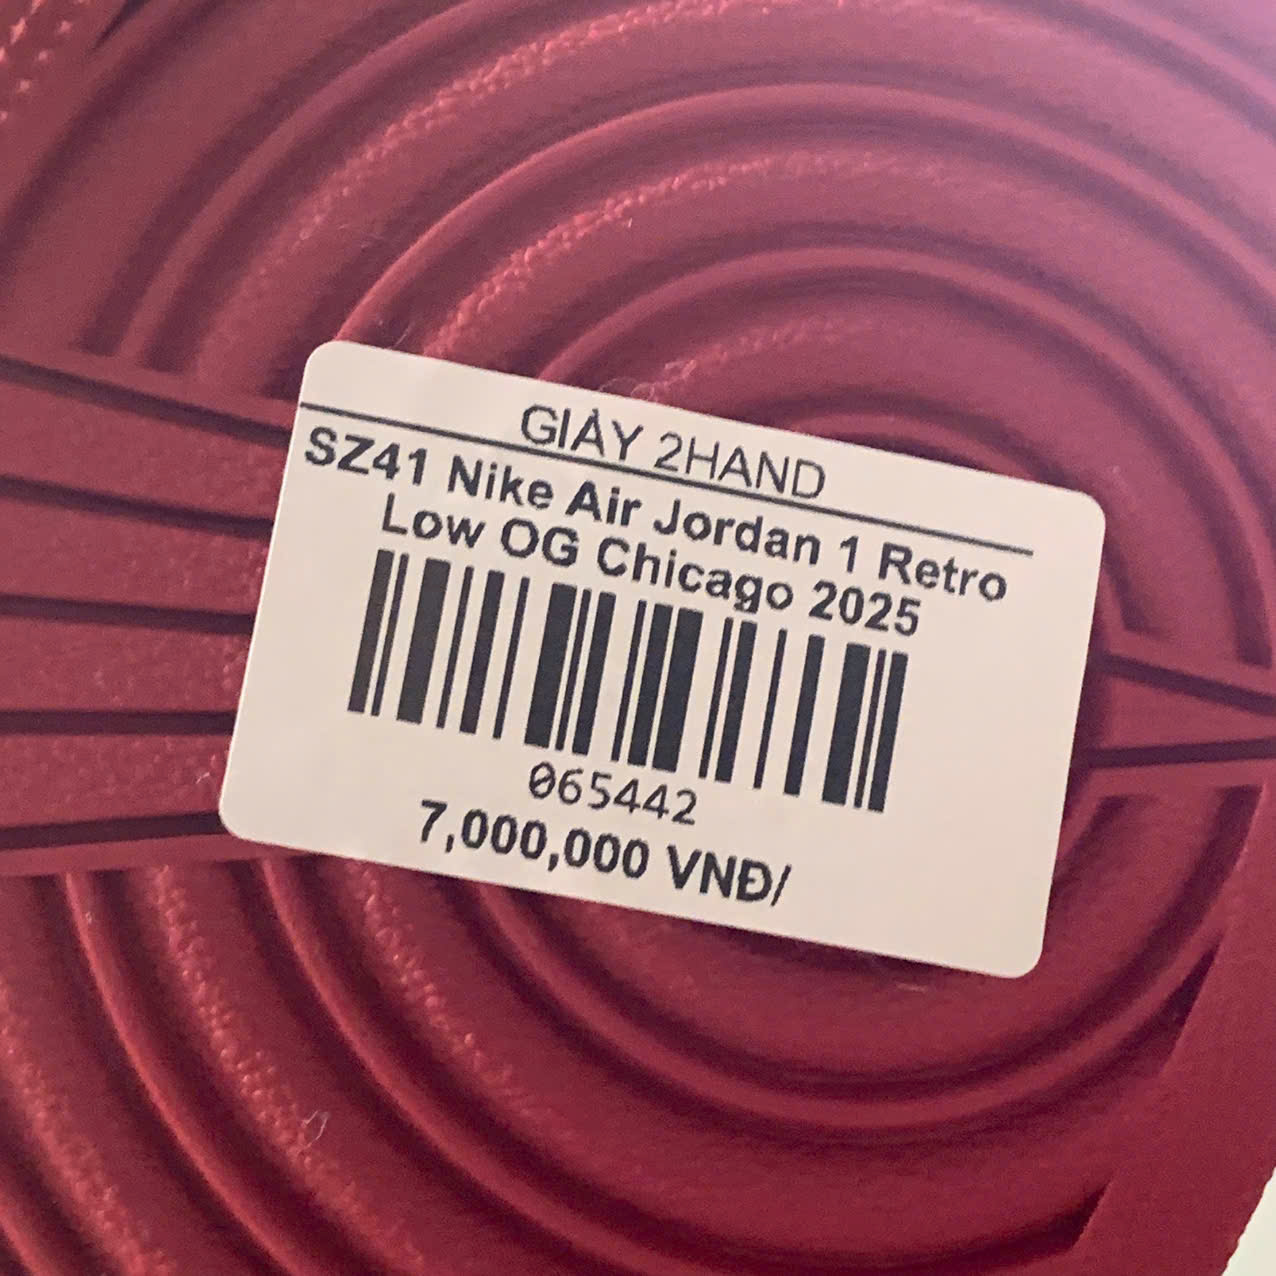 GIÀY 2HAND
SZ41 Nike Air Jordan 1 Retro
Low OG Chicago 2025
065442
7,000,000 VNĐ/